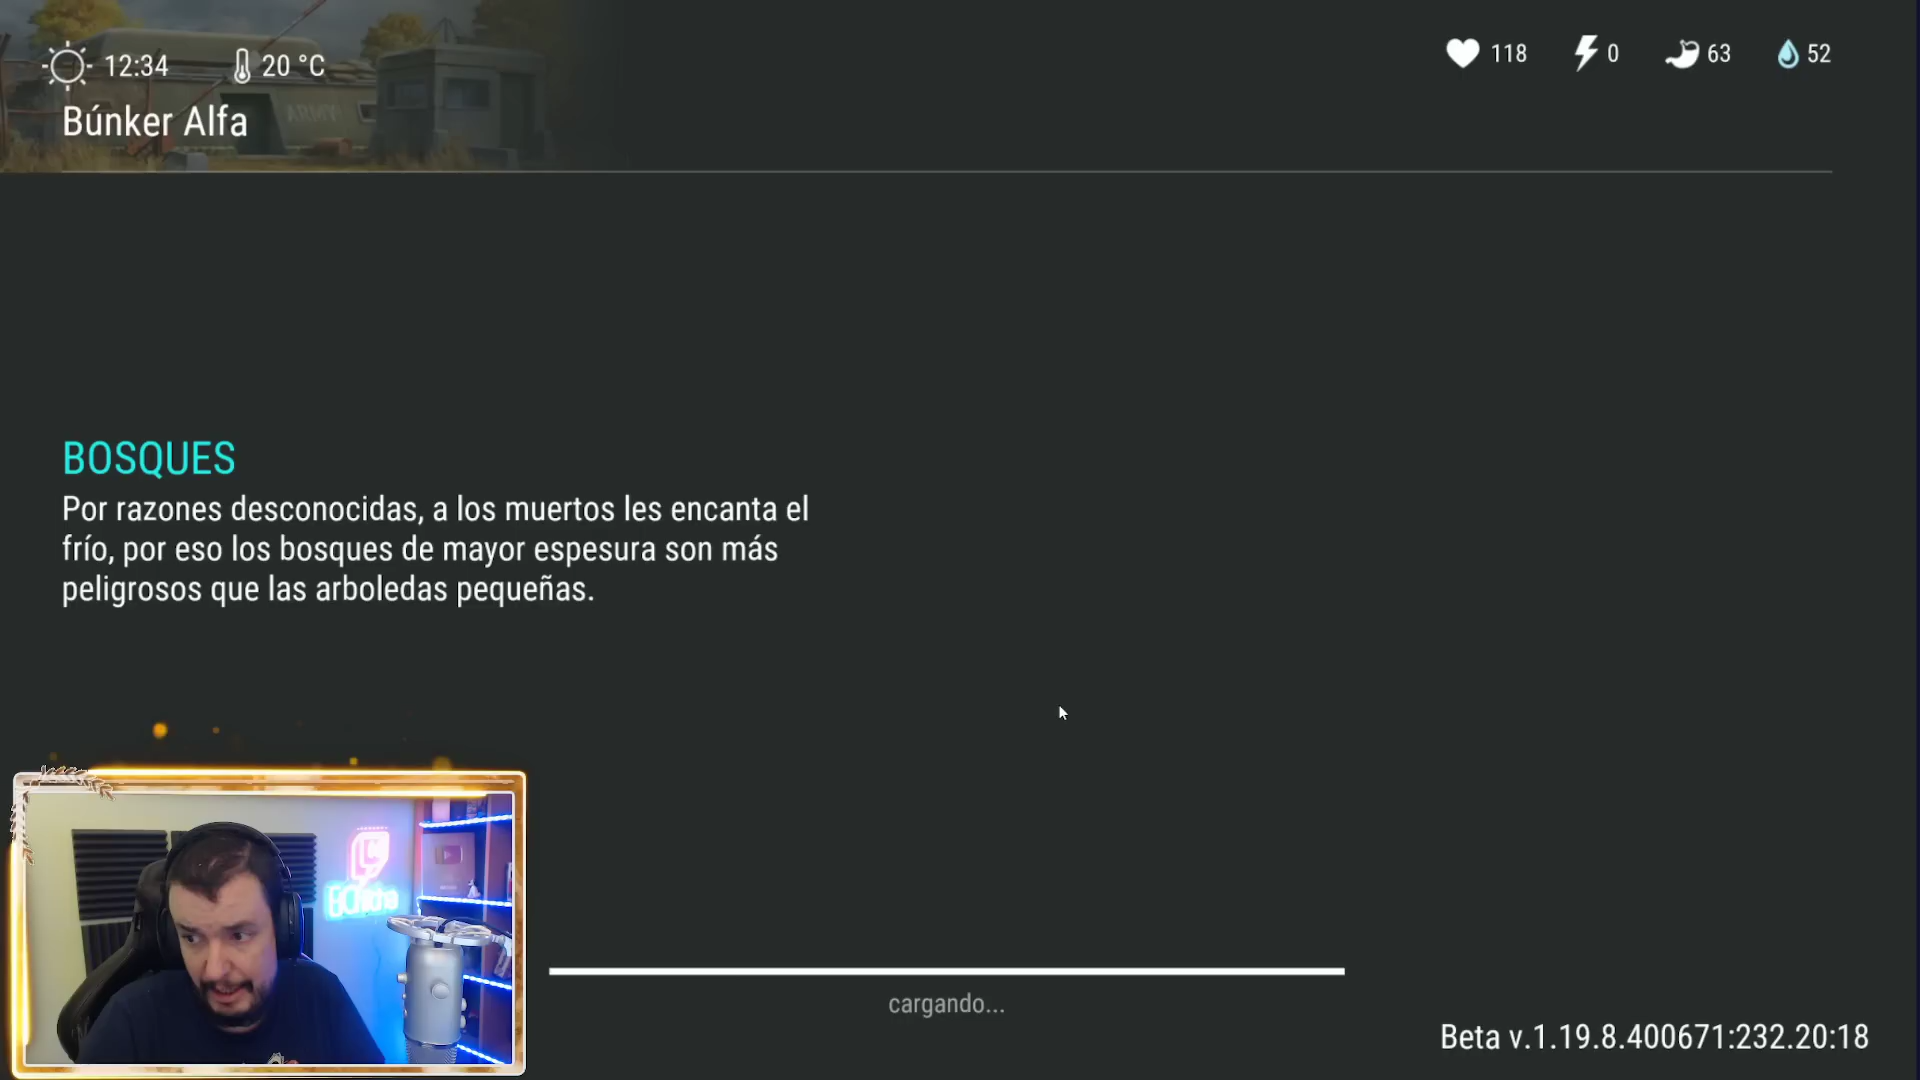 12:34
20 °C
118
0
63
52
ARMY
Búnker Alfa
BOSQUES
Por razones desconocidas, a los muertos les encanta el
frío, por eso los bosques de mayor espesura son más
peligrosos que las arboledas pequeñas.
cargando...
Beta v.1.19.8.400671:232.20:18